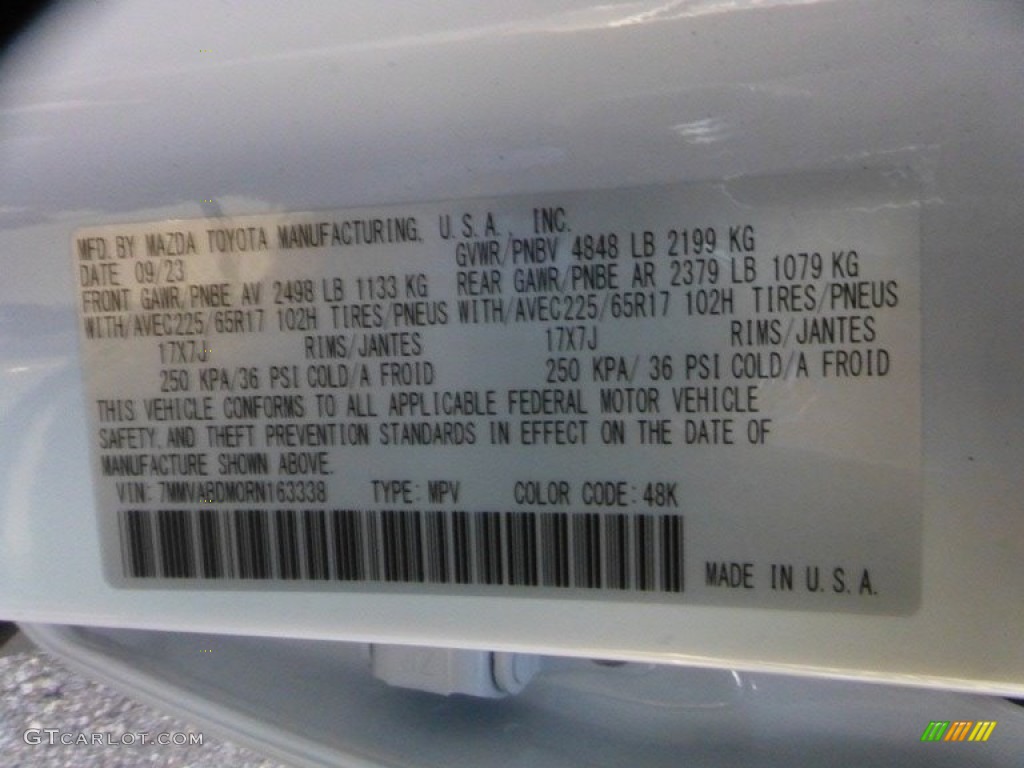 MFD. BY MAZDA TOYOTA MANUFACTURING, U.S.A., INC.
DATE 09/23 GVWR/PNBV 4848 LB 2199 KG
FRONT GAWR/PNBE AV 2498 LB 1133 KG REAR GAWR/PNBE AR 2379 LB 1079 KG
WITH/AVEC225/65R17 102H TIRES/PNEUS WITH/AVEC225/65R17 102H TIRES/PNEUS
17X7J RIMS/JANTES 17X7J RIMS/JANTES
250 KPA/36 PSI COLD/A FROID 250 KPA/ 36 PSI COLD/A FROID
THIS VEHICLE CONFORMS TO ALL APPLICABLE FEDERAL MOTOR VEHICLE
SAFETY, AND THEFT PREVENTION STANDARDS IN EFFECT ON THE DATE OF
MANUFACTURE SHOWN ABOVE.
VIN: 7MMVABDM0RN163338 TYPE: MPV COLOR CODE: 48K
MADE IN U.S.A.
GTCARLOT.COM